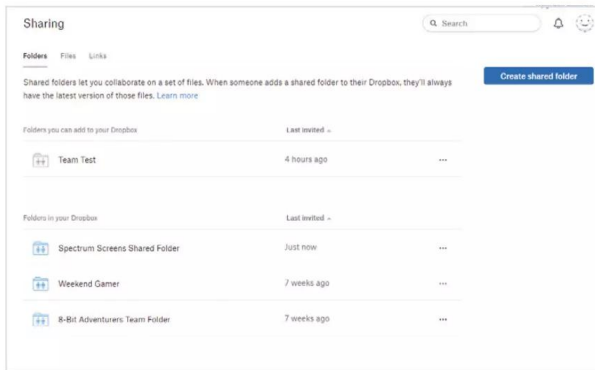 Sharing
Search
Folders Files Links
Shared folders let you collaborate on a set of files. When someone adds a shared folder to their Dropbox, they'll always
have the latest version of those files. Learn more
Create shared folder
Folders you can add to your Dropbox Last invited
Team Test 4 hours ago ...
Folders in your Dropbox Last invited
Spectrum Screens Shared Folder Just now ...
Weekend Gamer 7 weeks ago ...
8-Bit Adventurers Team Folder 7 weeks ago ...